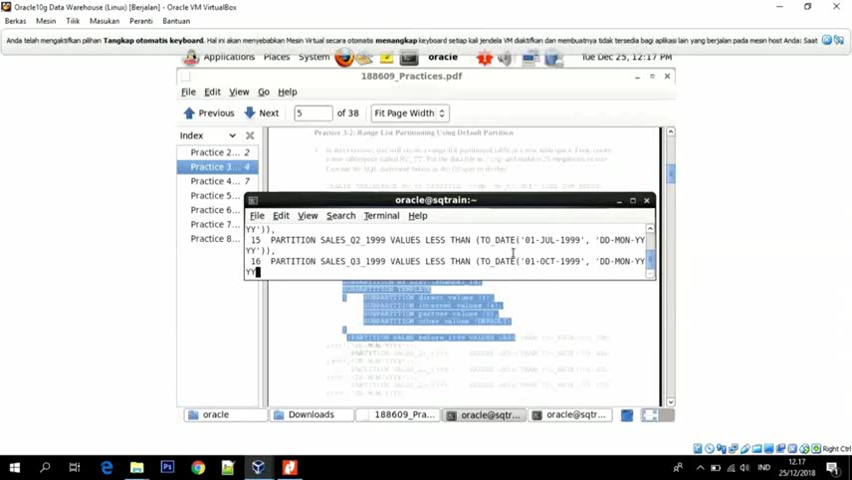 Oracle10g Data Warehouse (Linux) [Berjalan] - Oracle VM VirtualBox
Berkas Mesin Tilik Masukan Peranti Bantuan
Anda telah mengaktifkan pilihan Tangkap otomatis keyboard. Hal ini akan menyebabkan Mesin Virtual secara otomatis menangkap keyboard setiap kali jendela VM diaktifkan dan membuatnya tidak tersedia bagi aplikasi lain yang berjalan pada mesin host Anda: Saat
Applications Places System oracle Tue Dec 25, 12:17 PM
188609_Practices.pdf
File Edit View Go Help
Previous Next 5 of 38 Fit Page Width
Index
Practice 3-2: Range List Partitioning Using Default Partition
Practice 2... 2
Practice 3... 4
Practice 4... 7
Practice 5...
Practice 6...
Practice 7...
Practice 8...
oracle@sqtrain:~
File Edit View Search Terminal Help
YY')),
15 PARTITION SALES_Q2_1999 VALUES LESS THAN (TO_DATE('01-JUL-1999', 'DD-MON-YY
YY')),
16 PARTITION SALES_Q3_1999 VALUES LESS THAN (TO_DATE('01-OCT-1999', 'DD-MON-YY
YY
SUBPARTITION TEMPLATE
(
SUBPARTITION other values (DEFAULT)
)
oracle Downloads 188609_Pra... oracle@sqtr... oracle@sqtr...
Right Ctrl
IND
12.17
25/12/2018